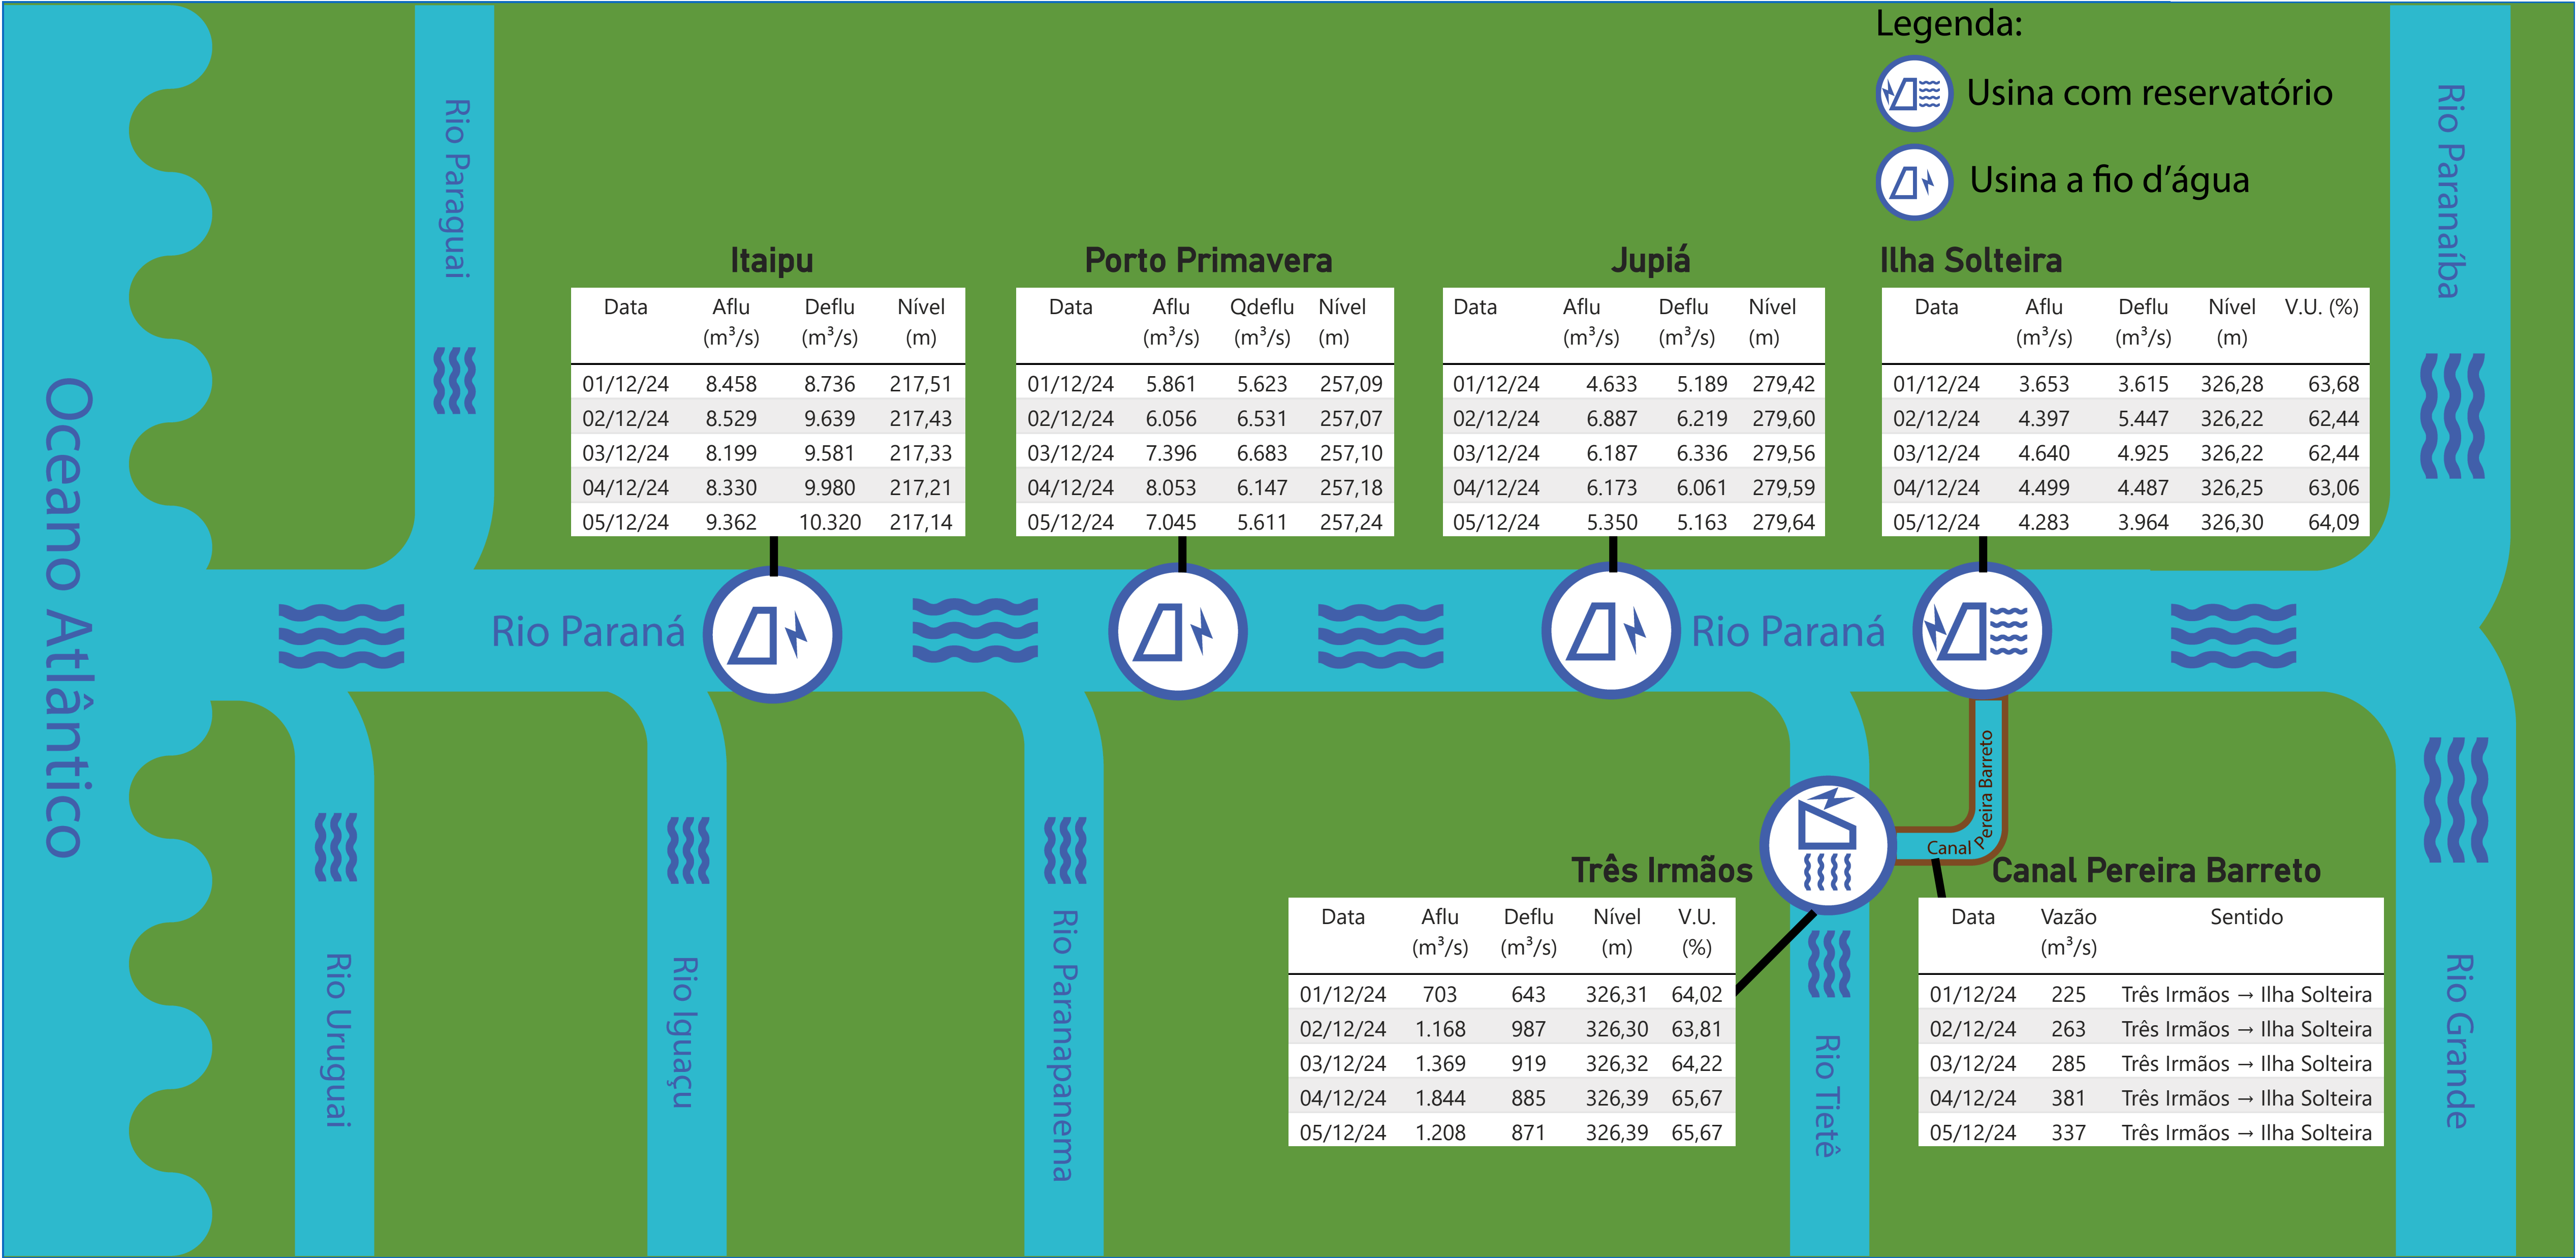 Legenda:
Usina com reservatório
Usina a fio d’água
Oceano Atlântico
Rio Paraguai
Rio Paranaíba
Itaipu
Data Aflu Deflu Nível
(m³/s) (m³/s) (m)
01/12/24 8.458 8.736 217,51
02/12/24 8.529 9.639 217,43
03/12/24 8.199 9.581 217,33
04/12/24 8.330 9.980 217,21
05/12/24 9.362 10.320 217,14
Porto Primavera
Data Aflu Qdeflu Nível
(m³/s) (m³/s) (m)
01/12/24 5.861 5.623 257,09
02/12/24 6.056 6.531 257,07
03/12/24 7.396 6.683 257,10
04/12/24 8.053 6.147 257,18
05/12/24 7.045 5.611 257,24
Jupiá
Data Aflu Deflu Nível
(m³/s) (m³/s) (m)
01/12/24 4.633 5.189 279,42
02/12/24 6.887 6.219 279,60
03/12/24 6.187 6.336 279,56
04/12/24 6.173 6.061 279,59
05/12/24 5.350 5.163 279,64
Ilha Solteira
Data Aflu Deflu Nível V.U. (%)
(m³/s) (m³/s) (m)
01/12/24 3.653 3.615 326,28 63,68
02/12/24 4.397 5.447 326,22 62,44
03/12/24 4.640 4.925 326,22 62,44
04/12/24 4.499 4.487 326,25 63,06
05/12/24 4.283 3.964 326,30 64,09
Rio Paraná
Rio Paraná
Canal Pereira Barreto
Três Irmãos
Data Aflu Deflu Nível V.U.
(m³/s) (m³/s) (m) (%)
01/12/24 703 643 326,31 64,02
02/12/24 1.168 987 326,30 63,81
03/12/24 1.369 919 326,32 64,22
04/12/24 1.844 885 326,39 65,67
05/12/24 1.208 871 326,39 65,67
Canal Pereira Barreto
Data Vazão Sentido
(m³/s)
01/12/24 225 Três Irmãos → Ilha Solteira
02/12/24 263 Três Irmãos → Ilha Solteira
03/12/24 285 Três Irmãos → Ilha Solteira
04/12/24 381 Três Irmãos → Ilha Solteira
05/12/24 337 Três Irmãos → Ilha Solteira
Rio Uruguai
Rio Iguaçu
Rio Paranapanema
Rio Tietê
Rio Grande